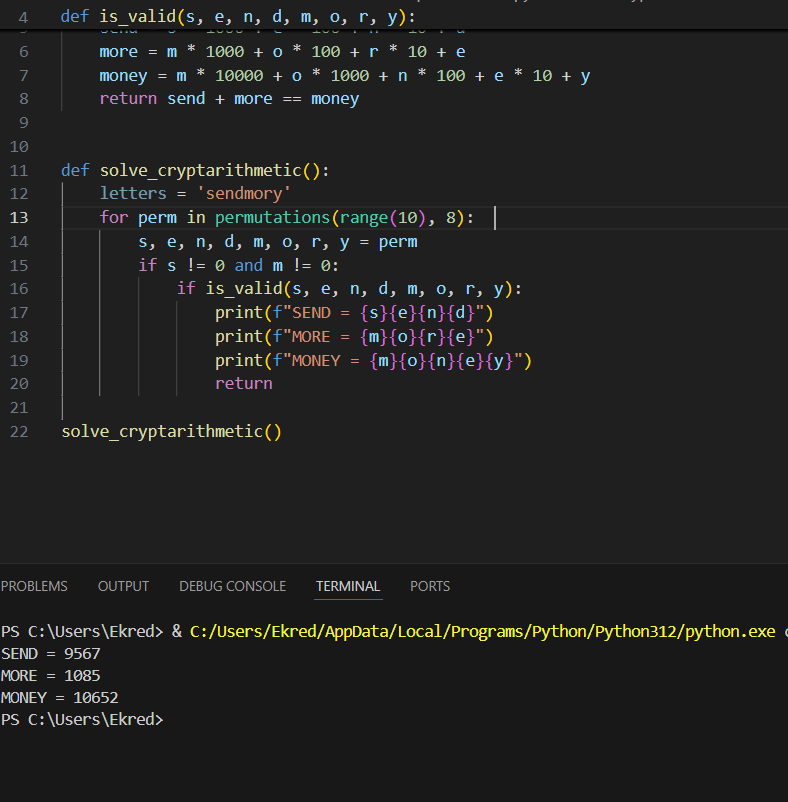 4 def is_valid(s, e, n, d, m, o, r, y):
6 more = m * 1000 + o * 100 + r * 10 + e
7 money = m * 10000 + o * 1000 + n * 100 + e * 10 + y
8 return send + more == money
9
10
11 def solve_cryptarithmetic():
12 letters = 'sendmory'
13 for perm in permutations(range(10), 8):
14 s, e, n, d, m, o, r, y = perm
15 if s != 0 and m != 0:
16 if is_valid(s, e, n, d, m, o, r, y):
17 print(f"SEND = {s}{e}{n}{d}")
18 print(f"MORE = {m}{o}{r}{e}")
19 print(f"MONEY = {m}{o}{n}{e}{y}")
20 return
21
22 solve_cryptarithmetic()
PROBLEMS OUTPUT DEBUG CONSOLE TERMINAL PORTS
PS C:\Users\Ekred> & C:/Users/Ekred/AppData/Local/Programs/Python/Python312/python.exe
SEND = 9567
MORE = 1085
MONEY = 10652
PS C:\Users\Ekred>